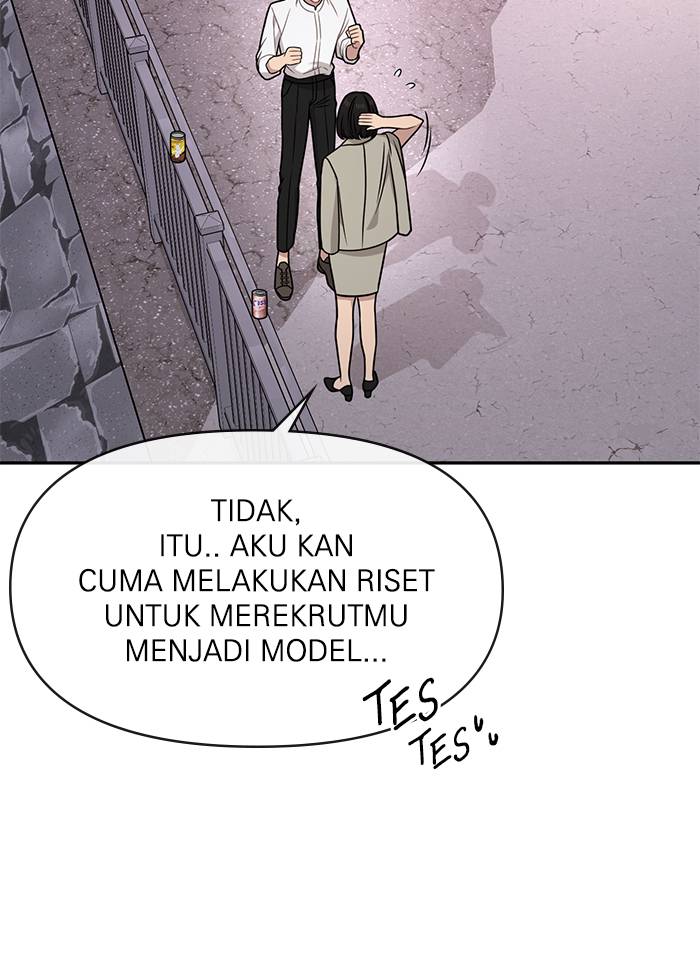 TIDAK,
ITU.. AKU KAN
CUMA MELAKUKAN RISET
UNTUK MEREKRUTMU
MENJADI MODEL...
TES
TES